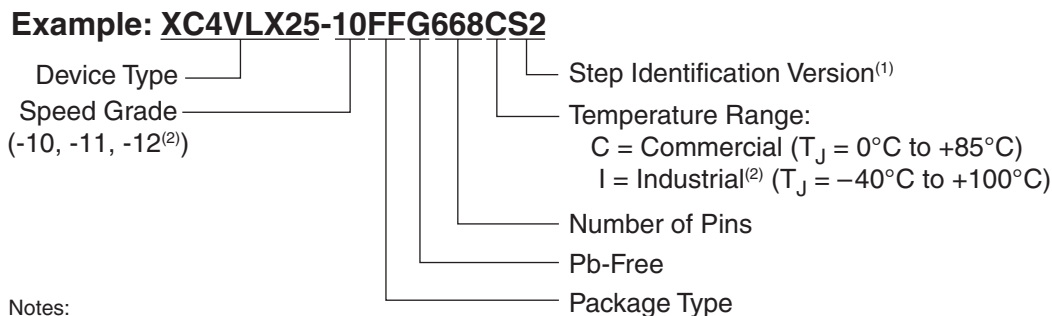 Example: XC4VLX25-10FFG668CS2
Device Type
Speed Grade
(-10, -11, -12(2))
Step Identification Version(1)
Temperature Range:
C = Commercial (TJ = 0°C to +85°C)
I = Industrial(2) (TJ = −40°C to +100°C)
Number of Pins
Pb-Free
Package Type
Notes: